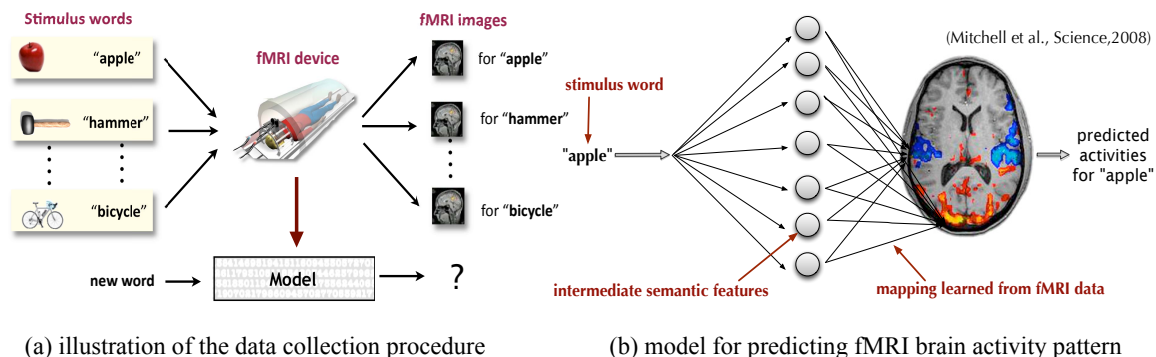 Stimulus words
fMRI images
fMRI device
"apple"
for "apple"
"hammer"
for "hammer"
"bicycle"
for "bicycle"
new word
Model
?
(a) illustration of the data collection procedure
(Mitchell et al., Science,2008)
stimulus word
"apple"
predicted
activities
for "apple"
intermediate semantic features
mapping learned from fMRI data
(b) model for predicting fMRI brain activity pattern